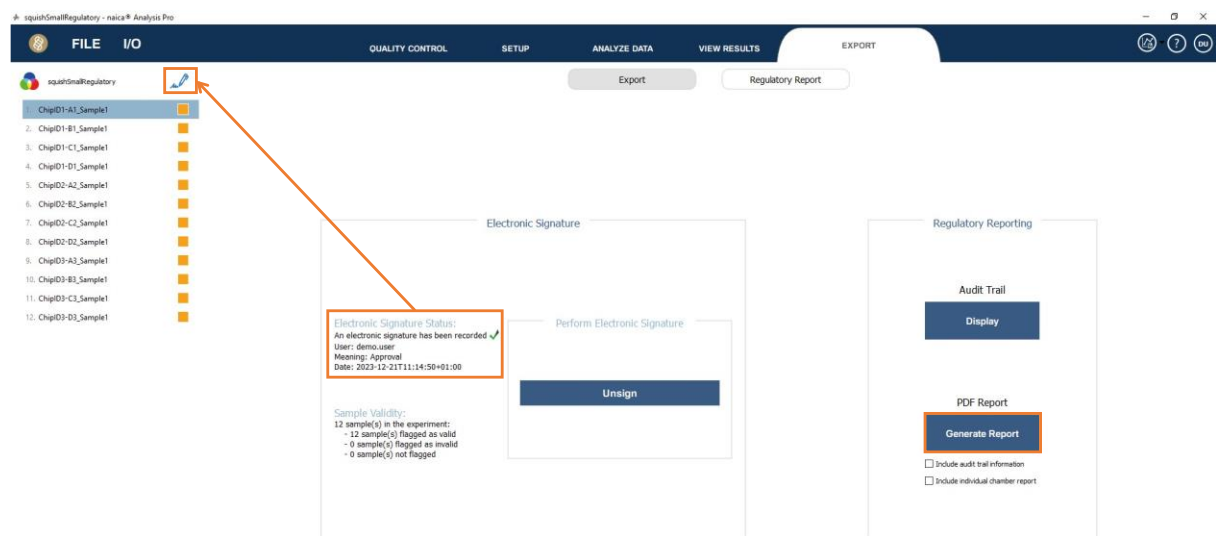 squishSmallRegulatory - naica® Analysis Pro
FILE I/O QUALITY CONTROL SETUP ANALYZE DATA VIEW RESULTS EXPORT ? DU
squishSmallRegulatory
Export Regulatory Report
1. ChipID1-A1_Sample1
2. ChipID1-B1_Sample1
3. ChipID1-C1_Sample1
4. ChipID1-D1_Sample1
5. ChipID2-A2_Sample1
6. ChipID2-B2_Sample1
7. ChipID2-C2_Sample1
8. ChipID2-D2_Sample1
9. ChipID3-A3_Sample1
10. ChipID3-B3_Sample1
11. ChipID3-C3_Sample1
12. ChipID3-D3_Sample1
Electronic Signature
Electronic Signature Status:
An electronic signature has been recorded
User: demo.user
Meaning: Approval
Date: 2023-12-21T11:14:50+01:00
Sample Validity:
12 sample(s) in the experiment:
- 12 sample(s) flagged as valid
- 0 sample(s) flagged as invalid
- 0 sample(s) not flagged
Perform Electronic Signature
Unsign
Regulatory Reporting
Audit Trail
Display
PDF Report
Generate Report
Include audit trail information
Include individual chamber report